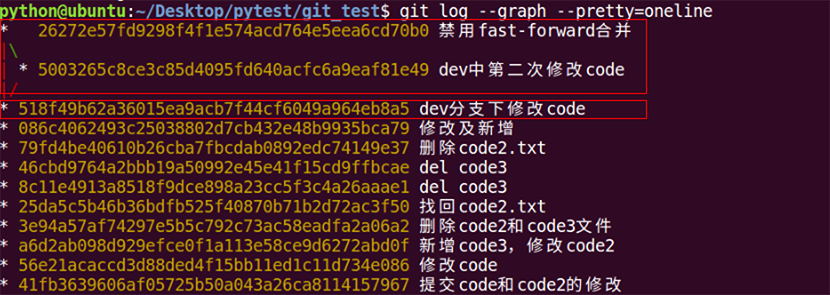 python@ubuntu:~/Desktop/pytest/git_test$ git log --graph --pretty=oneline
*   26272e57fd9298f4f1e574acd764e5eea6cd70b0 禁用fast-forward合并
|\
| * 5003265c8ce3c85d4095fd640acfc6a9eaf81e49 dev中第二次修改code
|/
* 518f49b62a36015ea9acb7f44cf6049a964eb8a5 dev分支下修改code
* 086c4062493c25038802d7cb432e48b9935bca79 修改及新增
* 79fd4be40610b26cba7fbcdab0892edc74149e37 删除code2.txt
* 46cbd9764a2bbb19a50992e45e41f15cd9ffbcae del code3
* 8c11e4913a8518f9dce898a23cc5f3c4a26aaae1 del code3
* 25da5c5b46b36bdfb525f40870b71b2d72ac3f50 找回code2.txt
* 3e94a57af74297e5b5c792c73ac58eadfa2a06a2 删除code2和code3文件
* a6d2ab098d929efce0f1a113e58ce9d6272abd0f 新增code3，修改code2
* 56e21acaccd3d88ded4f15bb11ed1c11d734e086 修改code
* 41fb3639606af05725b50a043a26ca8114157967 提交code和code2的修改